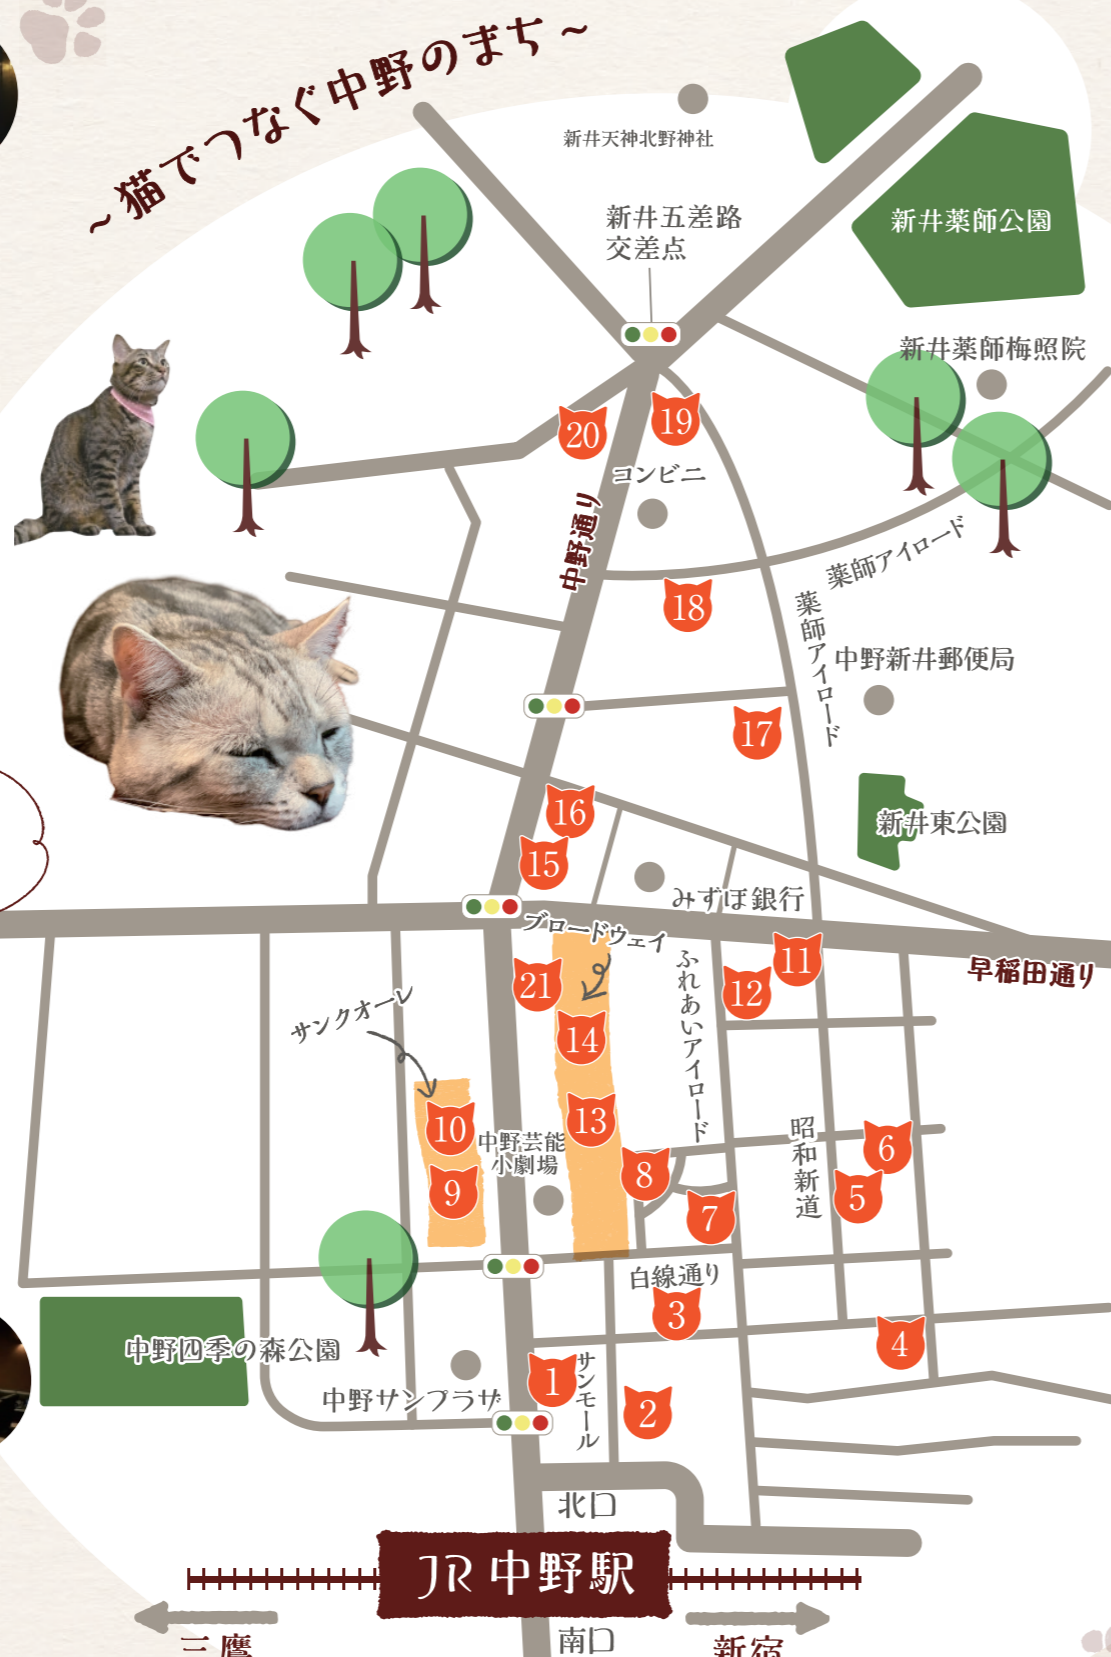 ～猫でつなぐ中野のまち～
新井天神北野神社
新井五差路
交差点
新井薬師公園
新井薬師梅照院
20
19
コンビニ
中野通り
薬師アイロード
18
薬師アイロード
中野新井郵便局
17
16
15
新井東公園
みずほ銀行
ブロードウェイ
早稲田通り
21
ふれあいアイロード
12
11
サンクオーレ
14
13
10
9
中野芸能
小劇場
8
7
昭和新道
6
5
白線通り
3
4
中野四季の森公園
中野サンプラザ
1
サンモール
2
北口
JR 中野駅
南口
三鷹
新宿